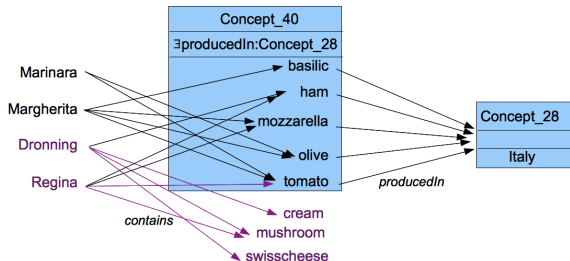 Concept_40
∃producedIn:Concept_28
basilic
ham
mozzarella
olive
tomato
Marinara
Margherita
Dronning
Regina
contains
cream
mushroom
swisscheese
producedIn
Concept_28
Italy